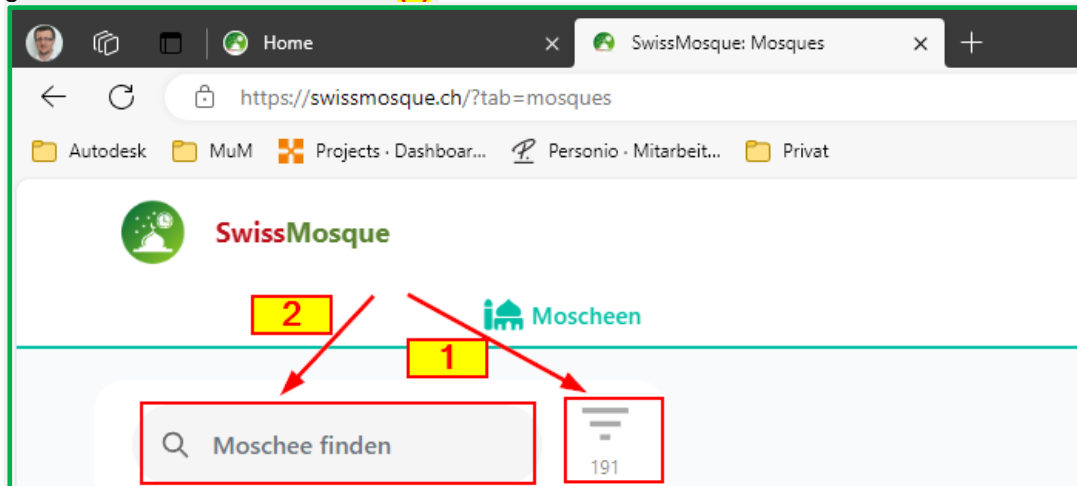 Home
SwissMosque: Mosques
https://swissmosque.ch/?tab=mosques
Autodesk
MuM
Projects · Dashboar...
Personio · Mitarbeit...
Privat
SwissMosque
2
Moscheen
1
Moschee finden
191